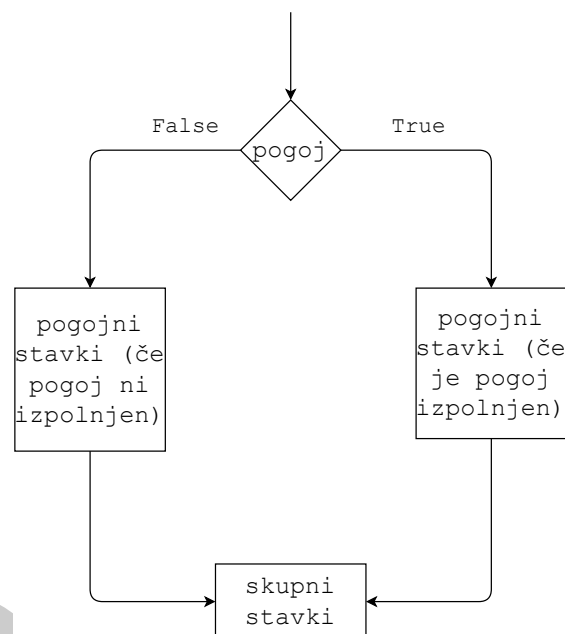 False
True
pogoj
pogojni
stavki (če
pogoj ni
izpolnjen)
pogojni
stavki (če
je pogoj
izpolnjen)
skupni
stavki